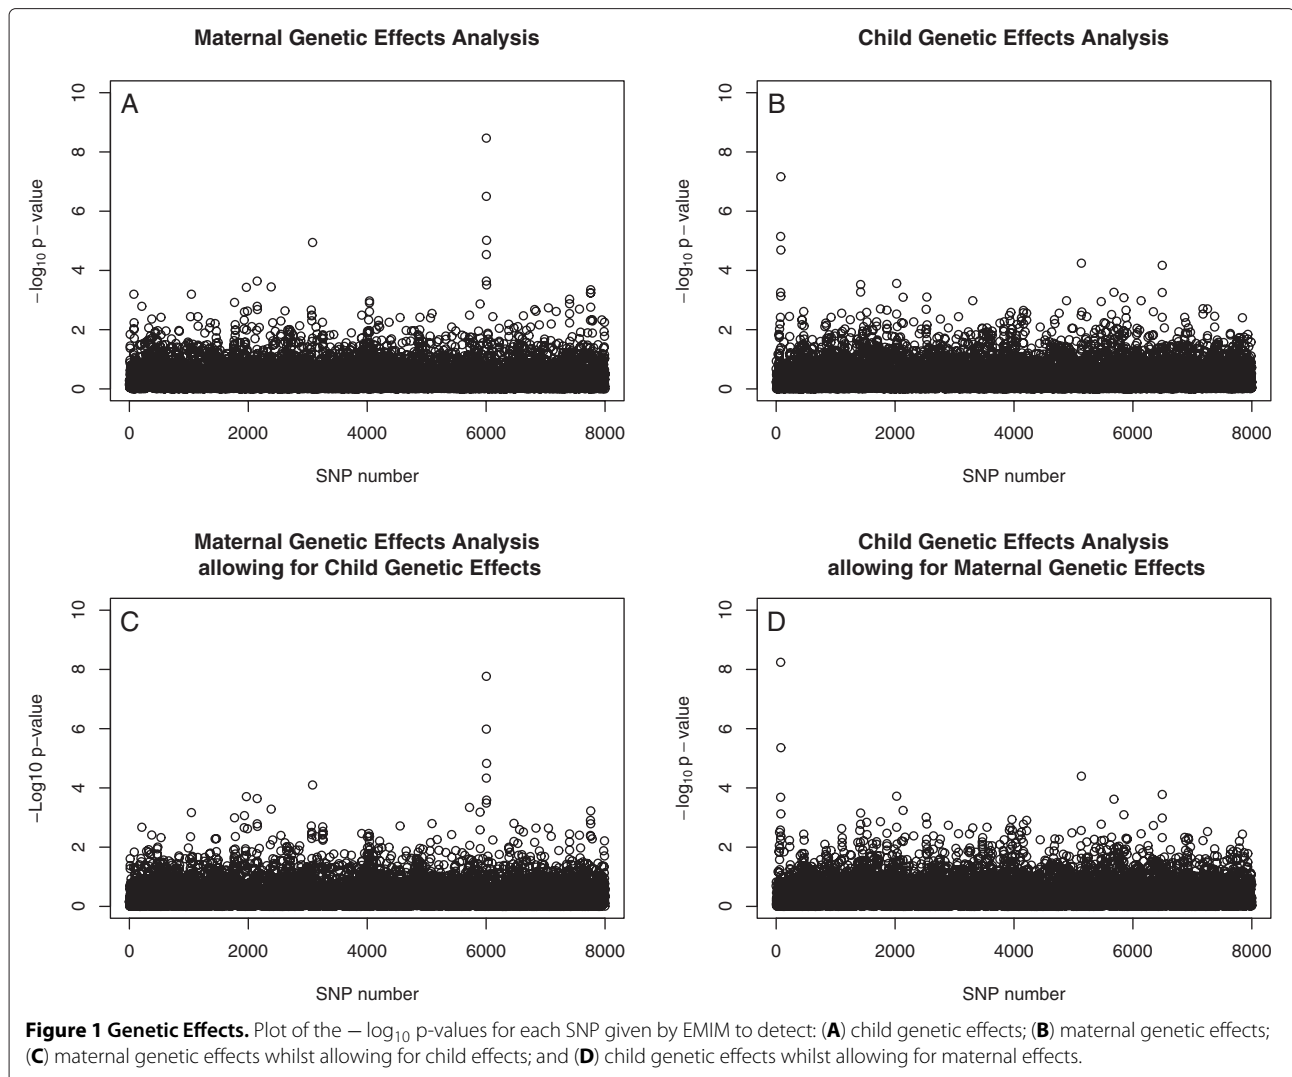 Maternal Genetic Effects Analysis
A
10
8
6
4
2
0
−log10 p−value
0 2000 4000 6000 8000
SNP number
Child Genetic Effects Analysis
B
10
8
6
4
2
0
−log10 p−value
0 2000 4000 6000 8000
SNP number
Maternal Genetic Effects Analysis
allowing for Child Genetic Effects
C
10
8
6
4
2
0
−Log10 p−value
0 2000 4000 6000 8000
SNP number
Child Genetic Effects Analysis
allowing for Maternal Genetic Effects
D
10
8
6
4
2
0
−log10 p−value
0 2000 4000 6000 8000
SNP number
Figure 1 Genetic Effects. Plot of the − log10 p-values for each SNP given by EMIM to detect: (A) child genetic effects; (B) maternal genetic effects;
(C) maternal genetic effects whilst allowing for child effects; and (D) child genetic effects whilst allowing for maternal effects.